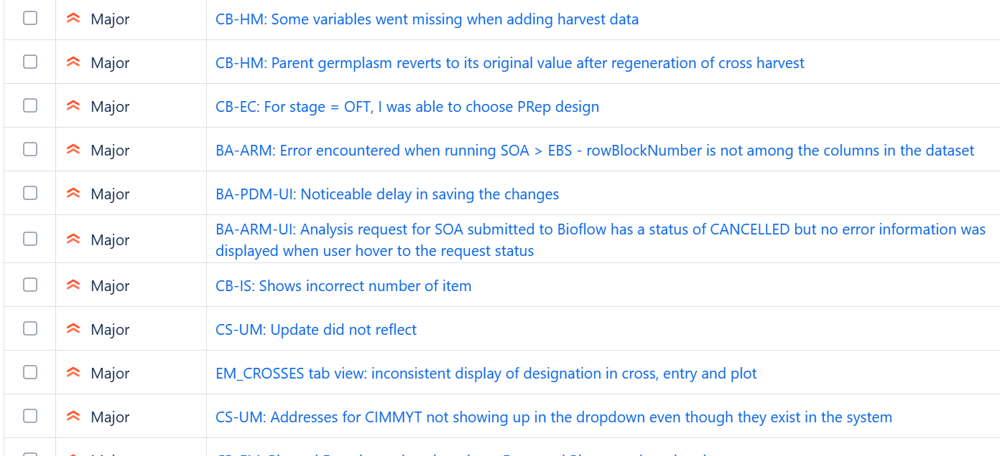 Major CB-HM: Some variables went missing when adding harvest data
Major CB-HM: Parent germplasm reverts to its original value after regeneration of cross harvest
Major CB-EC: For stage = OFT, I was able to choose PRep design
Major BA-ARM: Error encountered when running SOA > EBS - rowBlockNumber is not among the columns in the dataset
Major BA-PDM-UI: Noticeable delay in saving the changes
Major BA-ARM-UI: Analysis request for SOA submitted to Bioflow has a status of CANCELLED but no error information was
displayed when user hover to the request status
Major CB-IS: Shows incorrect number of item
Major CS-UM: Update did not reflect
Major EM_CROSSES tab view: inconsistent display of designation in cross, entry and plot
Major CS-UM: Addresses for CIMMYT not showing up in the dropdown even though they exist in the system
Major